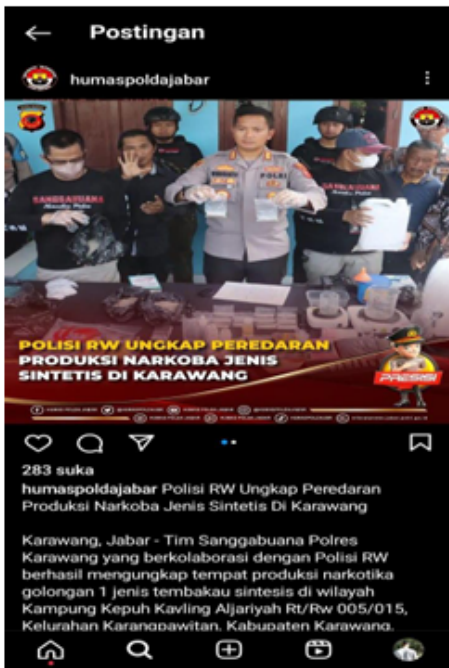 Postingan
humaspoldajabar
POLRI
SANGGABUANA
POLISI RW UNGKAP PEREDARAN
PRODUKSI NARKOBA JENIS
SINTETIS DI KARAWANG
PRESISI
283 suka
humaspoldajabar Polisi RW Ungkap Peredaran
Produksi Narkoba Jenis Sintetis Di Karawang
Karawang, Jabar - Tim Sanggabuana Polres
Karawang yang berkolaborasi dengan Polisi RW
berhasil mengungkap tempat produksi narkotika
golongan 1 jenis tembakau sintesis di wilayah
Kampung Kepuh Kavling Aljariyah Rt/Rw 005/015,
Kelurahan Karangpawitan, Kabupaten Karawang.